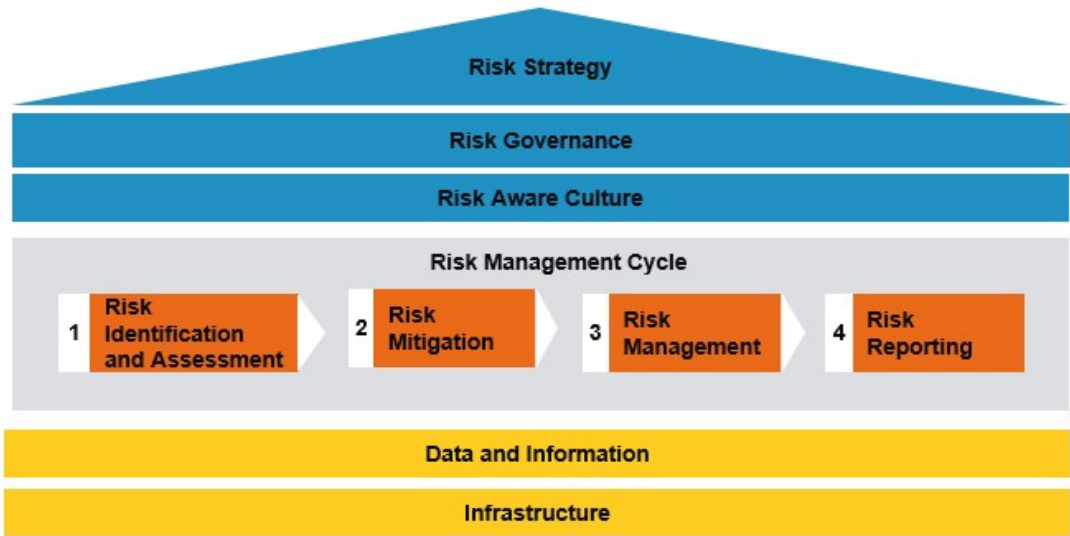 Risk Strategy
Risk Governance
Risk Aware Culture
Risk Management Cycle
1
Risk
Identification
and Assessment
2
Risk
Mitigation
3
Risk
Management
4
Risk
Reporting
Data and Information
Infrastructure